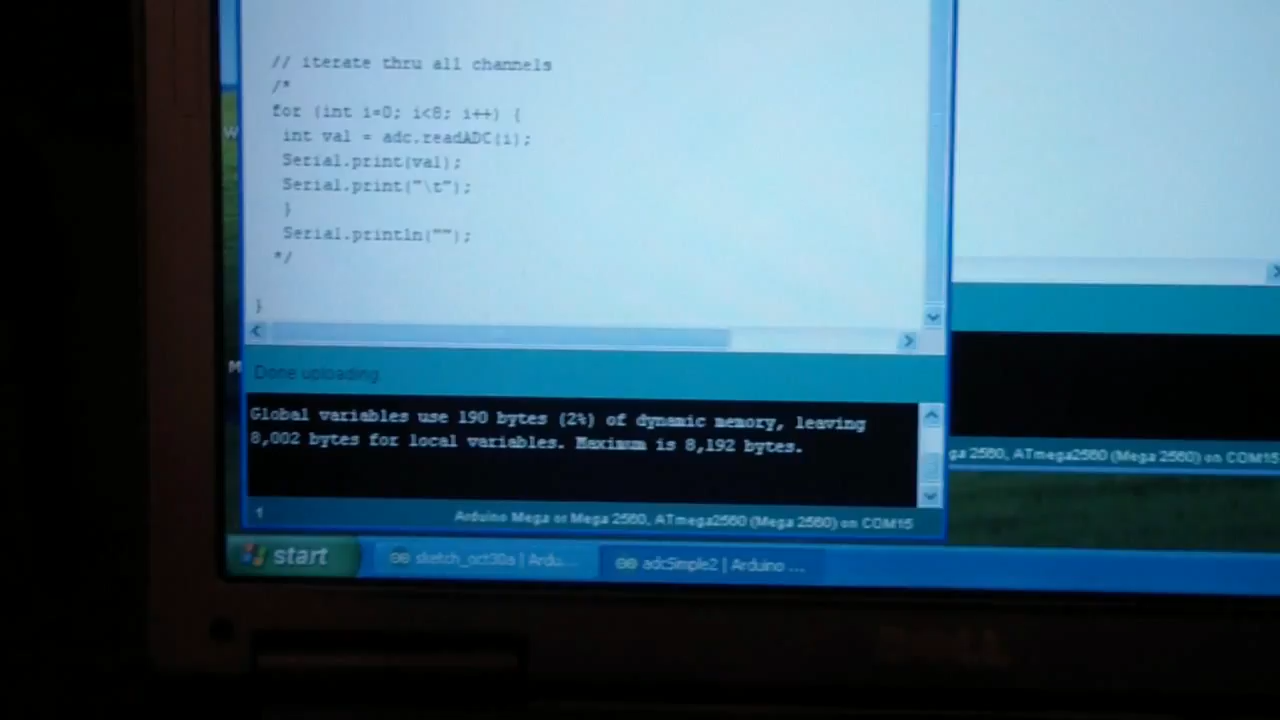 // iterate thru all channels
/*
for (int i=0; i<8; i++) {
int val = adc.readADC(i);
Serial.print(val);
Serial.print("\t");
}
Serial.println("");
*/
}
Done uploading.
Global variables use 190 bytes (2%) of dynamic memory, leaving
8,002 bytes for local variables. Maximum is 8,192 bytes.
1
Arduino Mega or Mega 2560, ATmega2560 (Mega 2560) on COM15
ga 2560, ATmega2560 (Mega 2560) on COM15
W
M
start
sketch_oct30a | Ardu...
adcSimple2 | Arduino ...
DELL